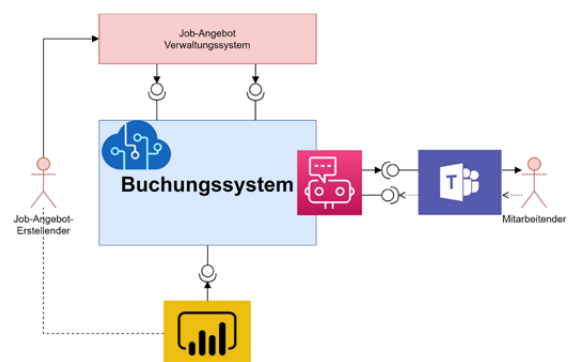 Job-Angebot
Verwaltungssystem
Buchungssystem
T
Job-Angebot-
Erstellender
Mitarbeitender